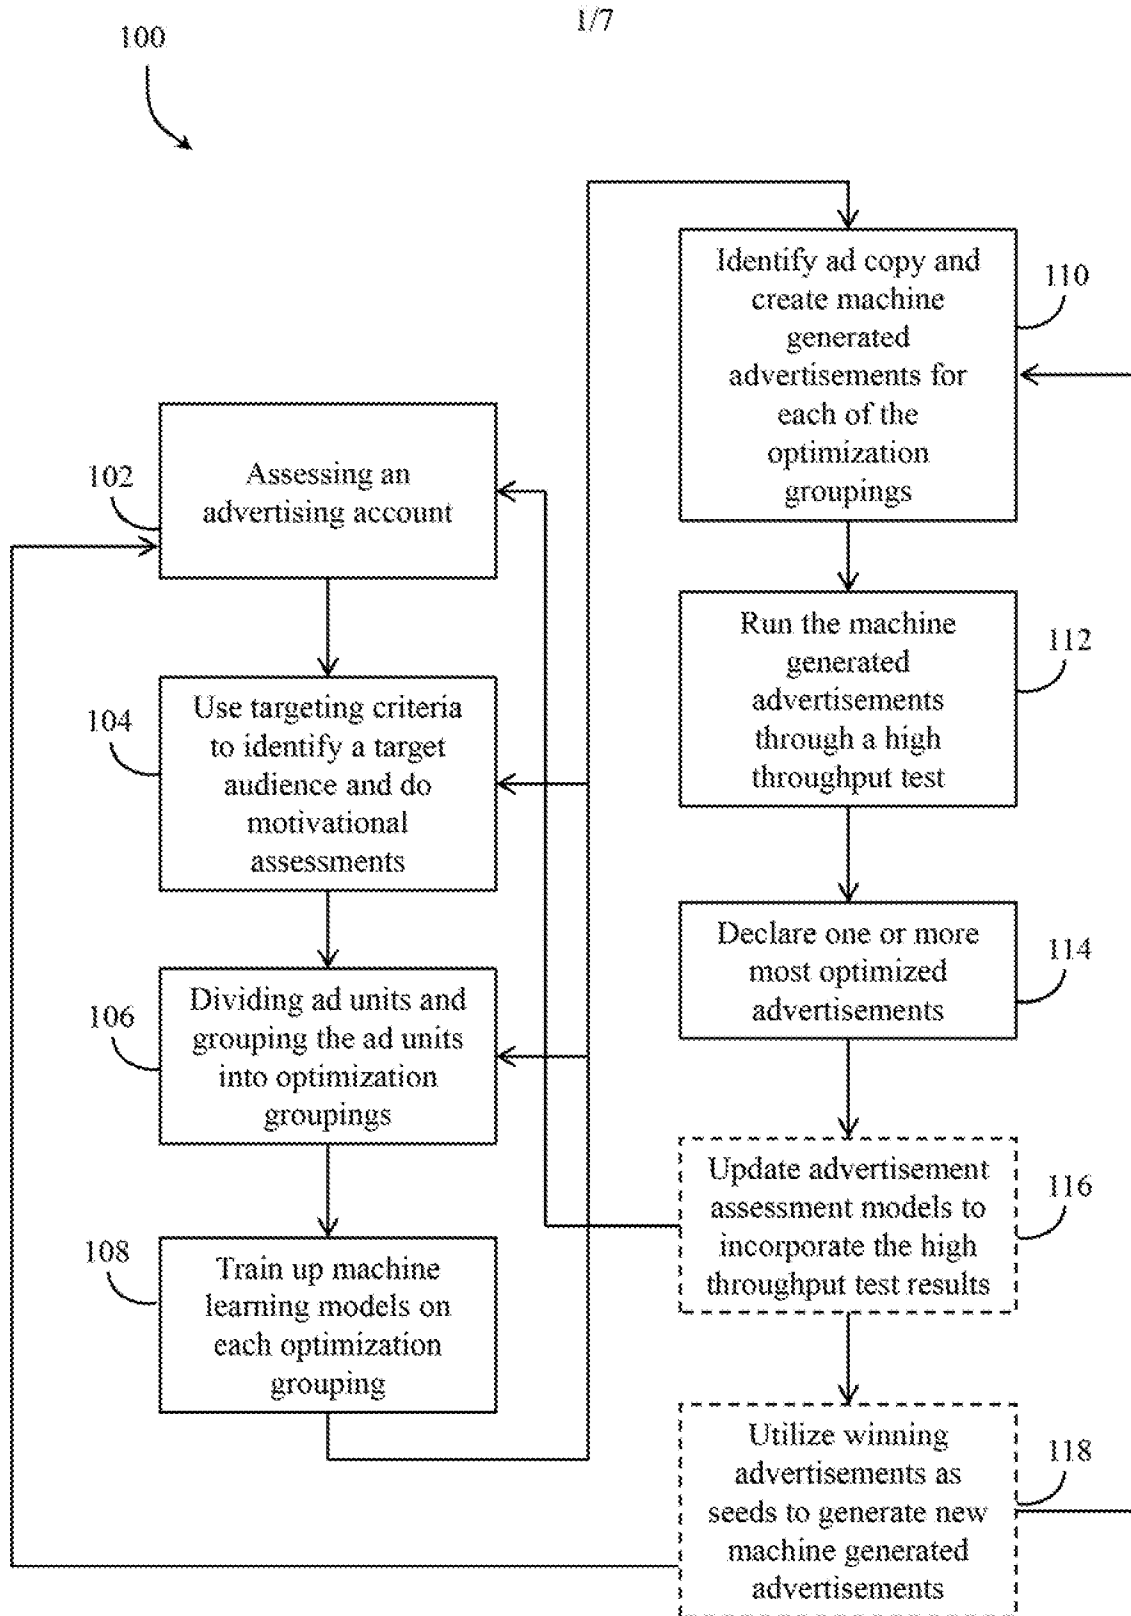 1/7
100
102
Assessing an
advertising account
104
Use targeting criteria
to identify a target
audience and do
motivational
assessments
106
Dividing ad units and
grouping the ad units
into optimization
groupings
108
Train up machine
learning models on
each optimization
grouping
Identify ad copy and
create machine
generated
advertisements for
each of the
optimization
groupings
110
Run the machine
generated
advertisements
through a high
throughput test
112
Declare one or more
most optimized
advertisements
114
Update advertisement
assessment models to
incorporate the high
throughput test results
116
Utilize winning
advertisements as
seeds to generate new
machine generated
advertisements
118